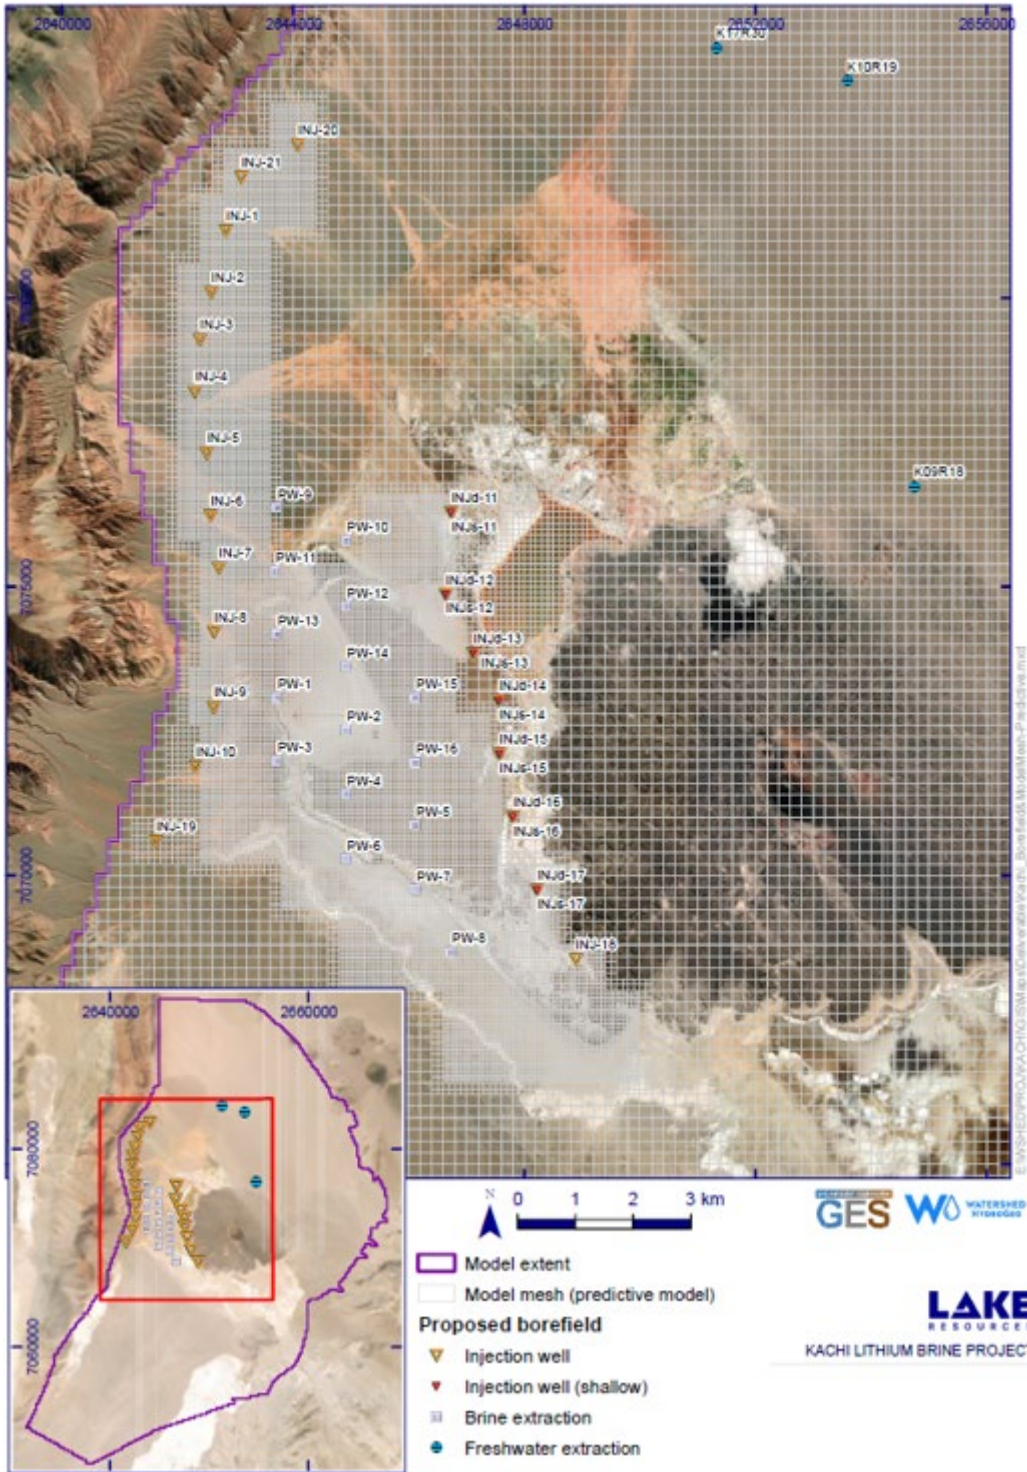 2640000 2644000 2648000 2652000 2656000
K17R30
K10R19
INJ-20
INJ-21
INJ-1
INJ-2
INJ-3
INJ-4
INJ-5
K09R18
INJ-6
PW-9
INJd-11
INJs-11
PW-10
INJ-7
PW-11
7075000
INJd-12
PW-12
INJs-12
INJ-8
PW-13
INJd-13
PW-14
INJs-13
INJ-9
PW-1
PW-15
INJd-14
INJs-14
PW-2
INJ-10
PW-3
PW-16
INJd-15
INJs-15
PW-4
INJ-19
PW-5
INJd-16
INJs-16
PW-6
7070000
PW-7
INJd-17
INJs-17
PW-8
INJ-18
2640000 2660000
7080000
7060000
N
0 1 2 3 km
Model extent
Model mesh (predictive model)
Proposed borefield
Injection well
Injection well (shallow)
Brine extraction
Freshwater extraction
GES
WATERSHED
HYDROGEO
LAKE
RESOURCE
KACHI LITHIUM BRINE PROJECT